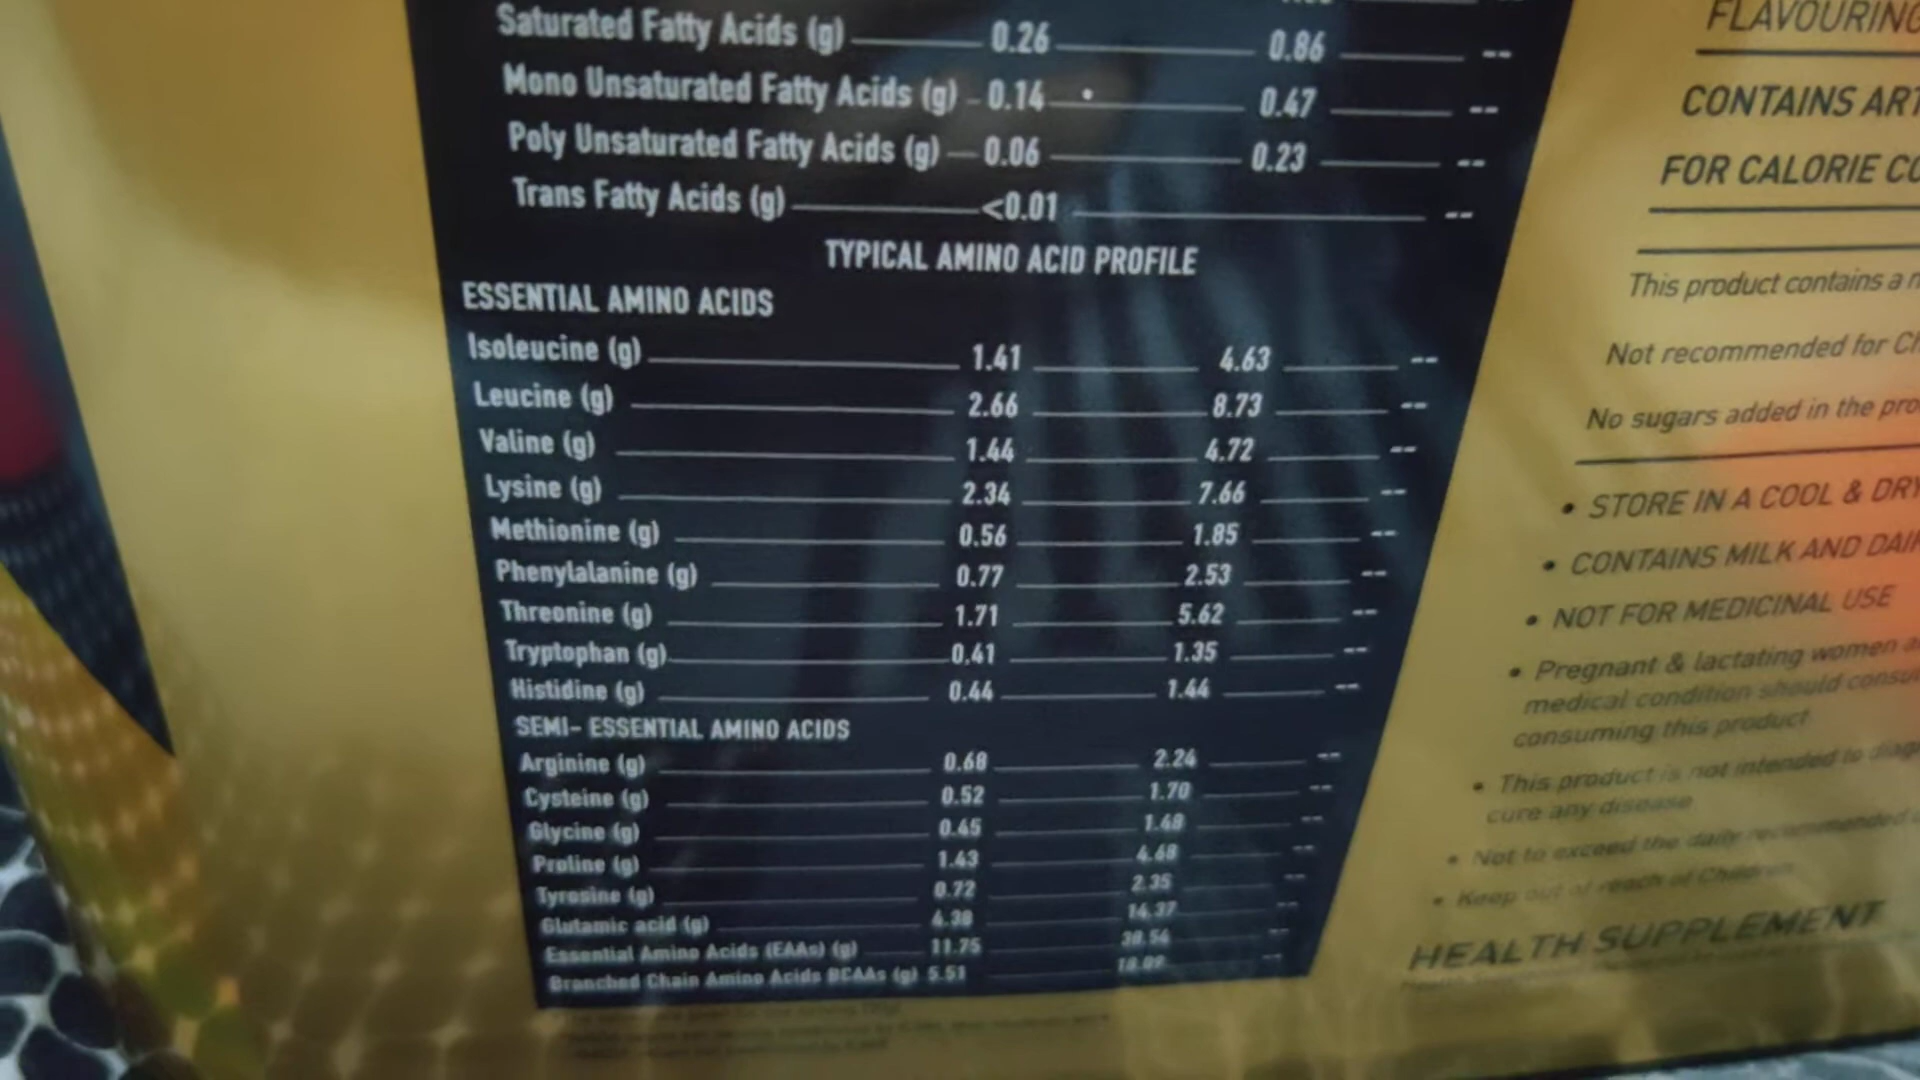 Saturated Fatty Acids (g) 0.26 0.86 --
Mono Unsaturated Fatty Acids (g) - 0.14 0.47 --
Poly Unsaturated Fatty Acids (g) 0.06 0.23 --
Trans Fatty Acids (g) <0.01 --
TYPICAL AMINO ACID PROFILE
ESSENTIAL AMINO ACIDS
Isoleucine (g) 1.41 4.63 --
Leucine (g) 2.66 8.73 --
Valine (g) 1.44 4.72 --
Lysine (g) 2.34 7.66 --
Methionine (g) 0.56 1.85 --
Phenylalanine (g) 0.77 2.53 --
Threonine (g) 1.71 5.62 --
Tryptophan (g) 0.41 1.35 --
Histidine (g) 0.44 1.44 --
SEMI- ESSENTIAL AMINO ACIDS
Arginine (g) 0.68 2.24 --
Cysteine (g) 0.52 1.70 --
Glycine (g) 0.45 1.48 --
Proline (g) 1.43 4.68 --
Tyrosine (g) 0.72 2.35 --
Glutamic acid (g) 4.38 14.37 --
Essential Amino Acids (EAAs) (g) 11.75 38.54 --
Branched Chain Amino Acids BCAAs (g) 5.51 --
FLAVOURING
CONTAINS ART
FOR CALORIE CO
This product contains a
Not recommended for Ch
No sugars added in the pro
• STORE IN A COOL & DRY
• CONTAINS MILK AND DAI
• NOT FOR MEDICINAL USE
• Pregnant & lactating women
medical condition should consu
consuming this product
• This product is not intended to diag
cure any disease
• Not to exceed the daily recommended
• Keep out of reach of Children
HEALTH SUPPLEMENT